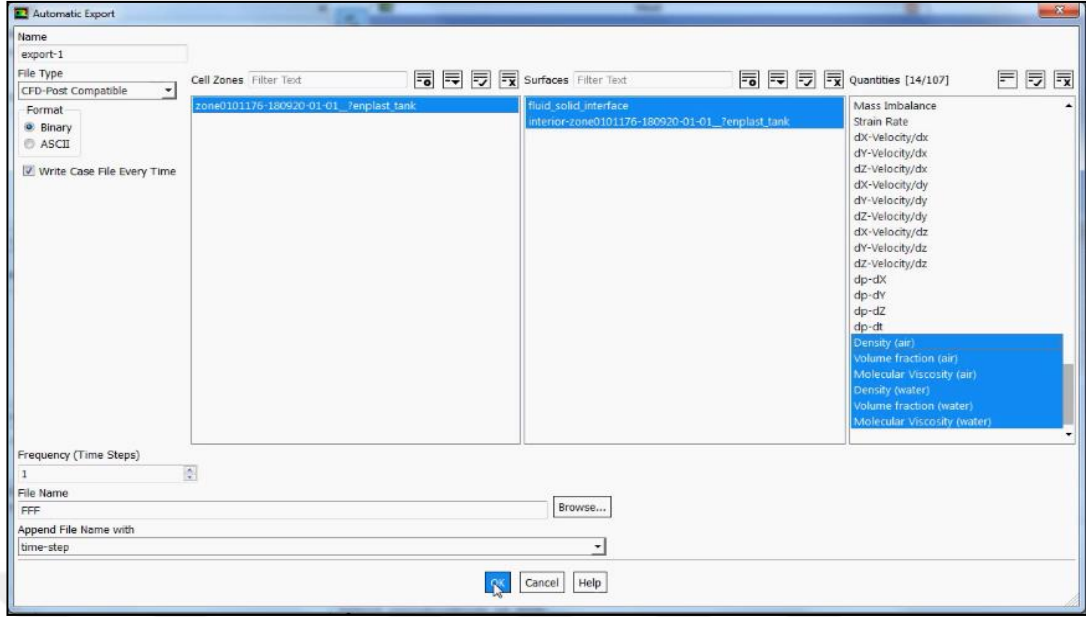 Automatic Export
Name
export-1
File Type
CFD-Post Compatible
Format
Binary
ASCII
Write Case File Every Time
Cell Zones Filter Text
zone0101176-180920-01-01__?enplast_tank
Surfaces Filter Text
fluid_solid_interface
interior-zone0101176-180920-01-01__?enplast_tank
Quantities [14/107]
Mass Imbalance
Strain Rate
dX-Velocity/dx
dY-Velocity/dx
dZ-Velocity/dx
dX-Velocity/dy
dY-Velocity/dy
dZ-Velocity/dy
dX-Velocity/dz
dY-Velocity/dz
dZ-Velocity/dz
dp-dX
dp-dY
dp-dZ
dp-dt
Density (air)
Volume fraction (air)
Molecular Viscosity (air)
Density (water)
Volume fraction (water)
Molecular Viscosity (water)
Frequency (Time Steps)
1
File Name
FFF
Browse...
Append File Name with
time-step
OK Cancel Help